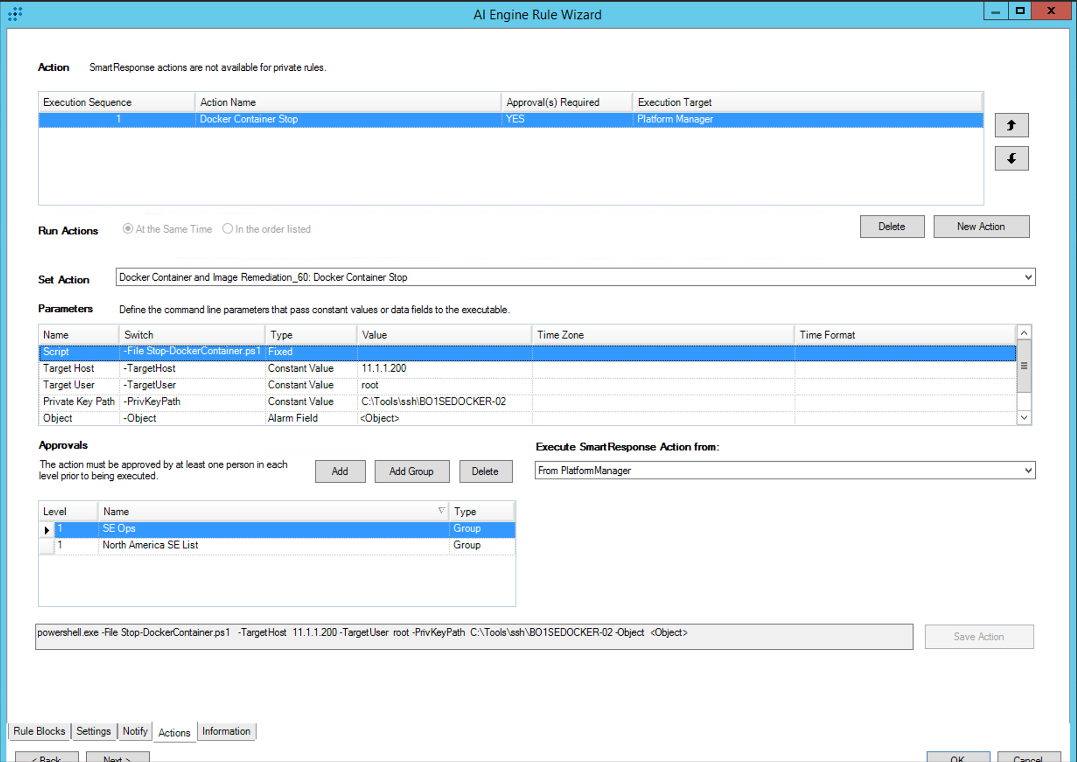 AI Engine Rule Wizard
Action SmartResponse actions are not available for private rules.
Execution Sequence Action Name Approval(s) Required Execution Target
1 Docker Container Stop YES Platform Manager
Run Actions At the Same Time In the order listed Delete New Action
Set Action Docker Container and Image Remediation_60: Docker Container Stop
Parameters Define the command line parameters that pass constant values or data fields to the executable.
Name Switch Type Value Time Zone Time Format
Script -File Stop-DockerContainer.ps1 Fixed
Target Host -TargetHost Constant Value 11.1.1.200
Target User -TargetUser Constant Value root
Private Key Path -PrivKeyPath Constant Value C:\Tools\ssh\BO1SEDOCKER-02
Object -Object Alarm Field <Object>
Approvals
The action must be approved by at least one person in each
level prior to being executed.
Add Add Group Delete
Execute SmartResponse Action from:
From PlatformManager
Level Name Type
1 SE Ops Group
1 North America SE List Group
powershell.exe -File Stop-DockerContainer.ps1 -TargetHost 11.1.1.200 -TargetUser root -PrivKeyPath C:\Tools\ssh\BO1SEDOCKER-02 -Object <Object>
Save Action
Rule Blocks Settings Notify Actions Information
< Back Next > OK Cancel